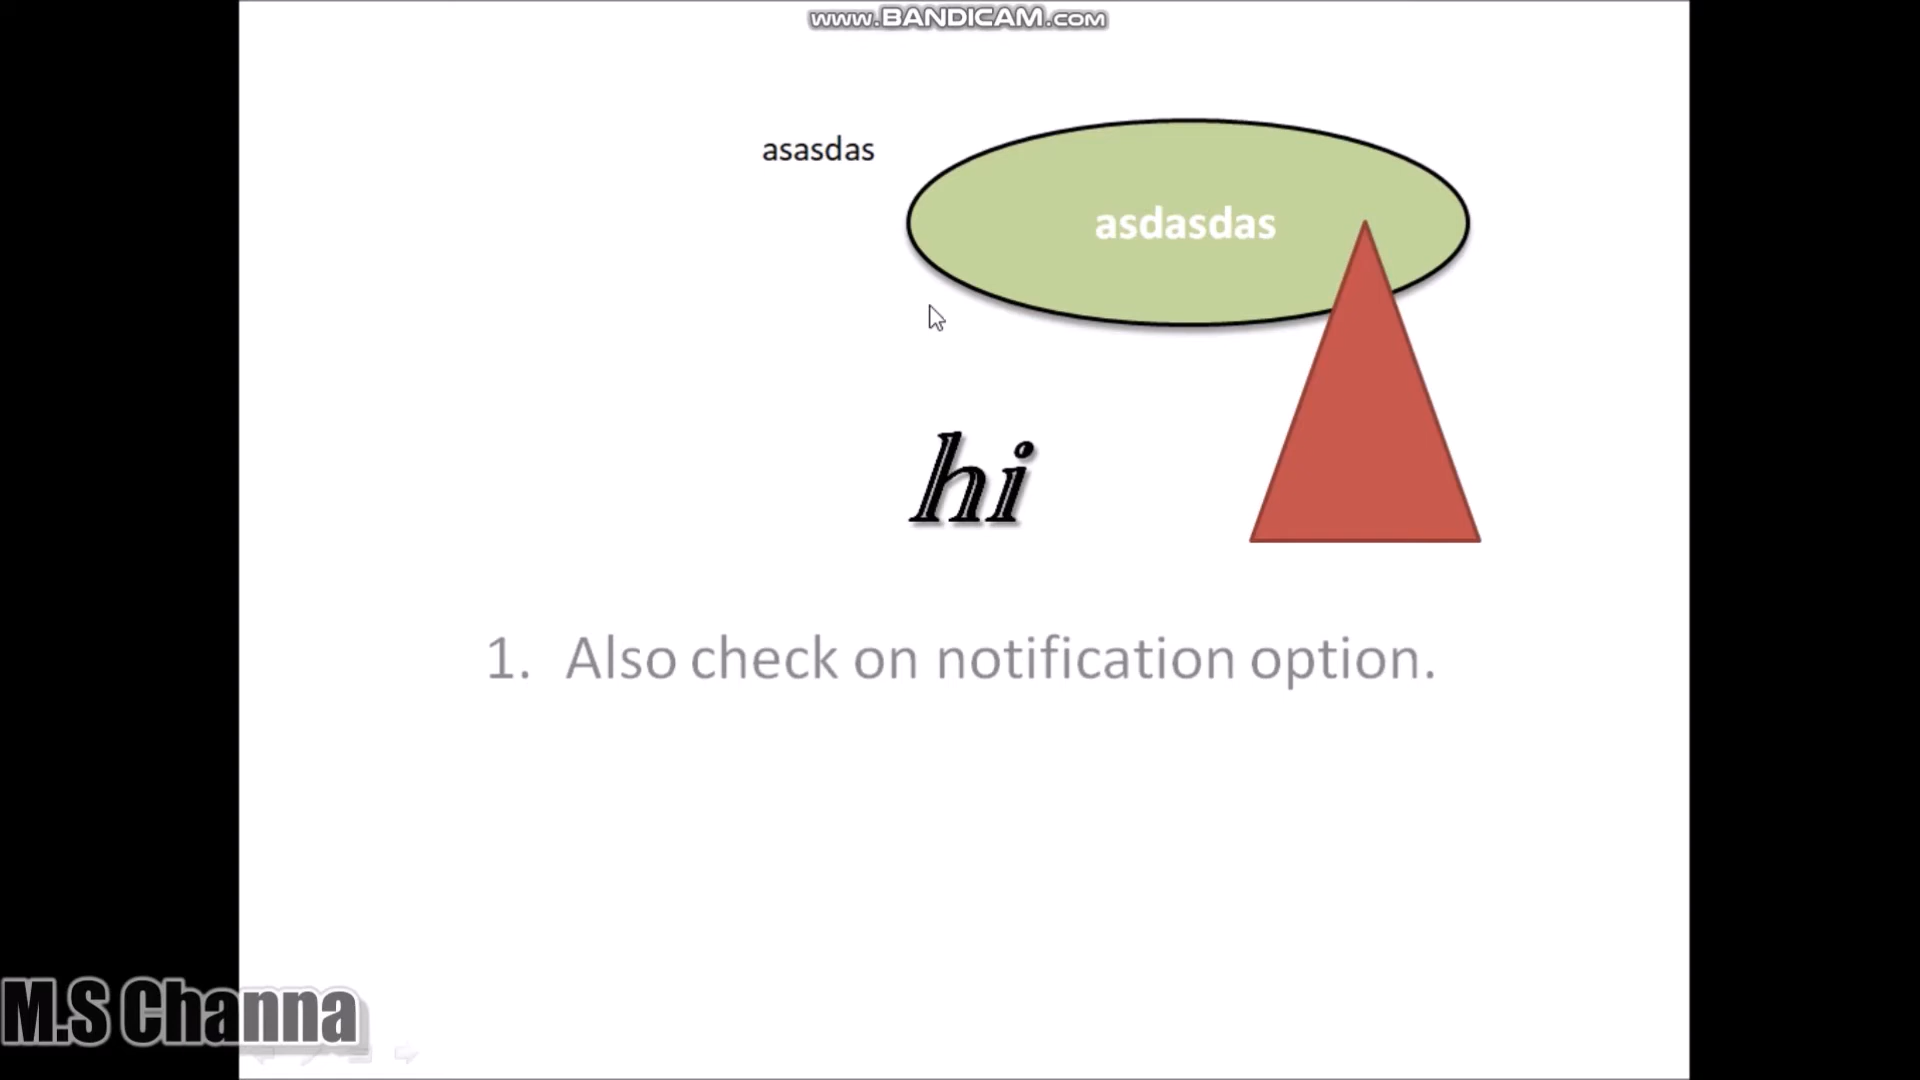 www.BANDICAM.com
asasdas
asdasdas
hi
1. Also check on notification option.
M.S Channa